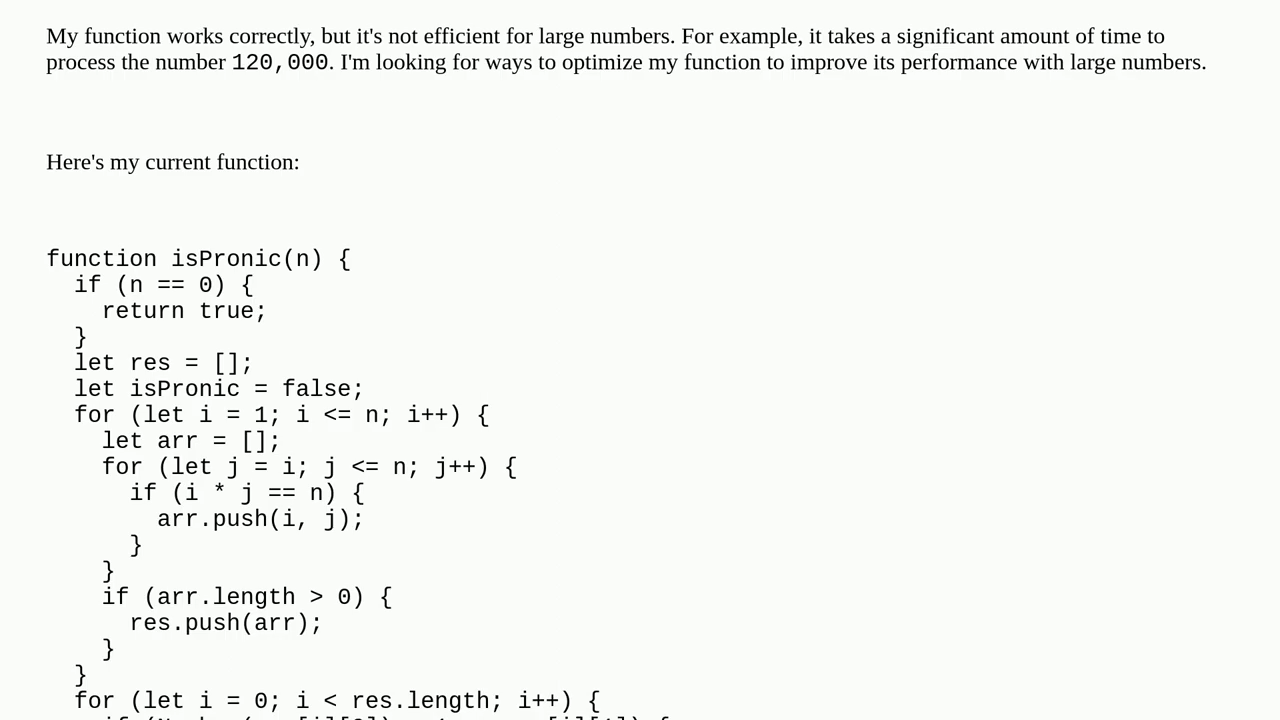 My function works correctly, but it's not efficient for large numbers. For example, it takes a significant amount of time to
process the number 120,000. I'm looking for ways to optimize my function to improve its performance with large numbers.
Here's my current function:
function isPronic(n) {
  if (n == 0) {
    return true;
  }
  let res = [];
  let isPronic = false;
  for (let i = 1; i <= n; i++) {
    let arr = [];
    for (let j = i; j <= n; j++) {
      if (i * j == n) {
        arr.push(i, j);
      }
    }
    if (arr.length > 0) {
      res.push(arr);
    }
  }
  for (let i = 0; i < res.length; i++) {